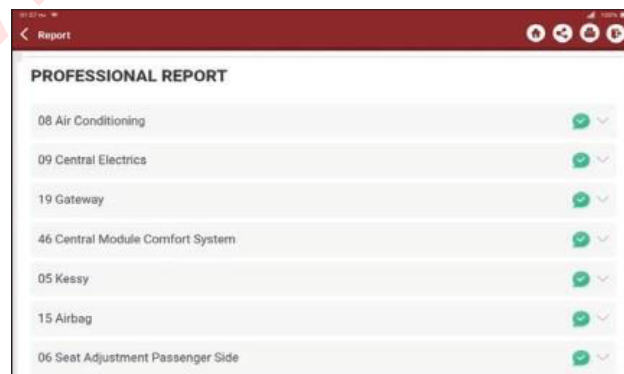 Report
PROFESSIONAL REPORT
08 Air Conditioning
09 Central Electrics
19 Gateway
46 Central Module Comfort System
05 Kessy
15 Airbag
06 Seat Adjustment Passenger Side